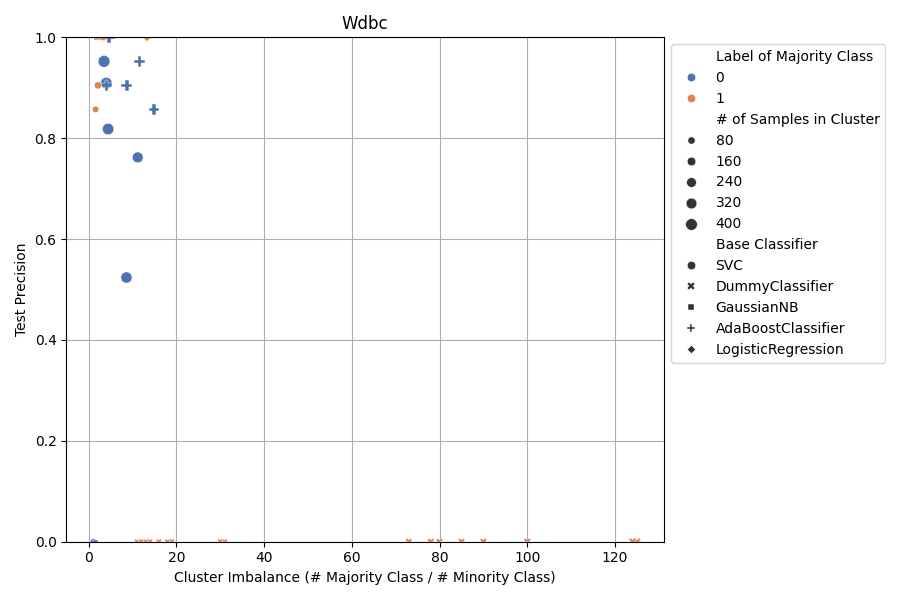 Wdbc
1.0
0.8
0.6
0.4
0.2
0.0
Test Precision
0
20
40
60
80
100
120
Cluster Imbalance (# Majority Class / # Minority Class)
Label of Majority Class
0
1
# of Samples in Cluster
80
160
240
320
400
Base Classifier
SVC
DummyClassifier
GaussianNB
AdaBoostClassifier
LogisticRegression